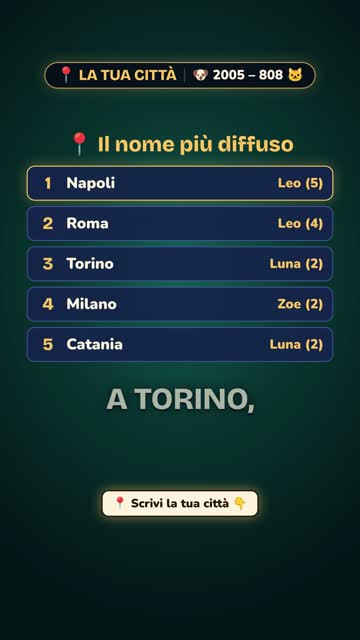 📍 LA TUA CITTÀ | 🐶 2005 – 808 🐱
📍 Il nome più diffuso
1 Napoli Leo (5)
2 Roma Leo (4)
3 Torino Luna (2)
4 Milano Zoe (2)
5 Catania Luna (2)
A TORINO,
📍 Scrivi la tua città 👇